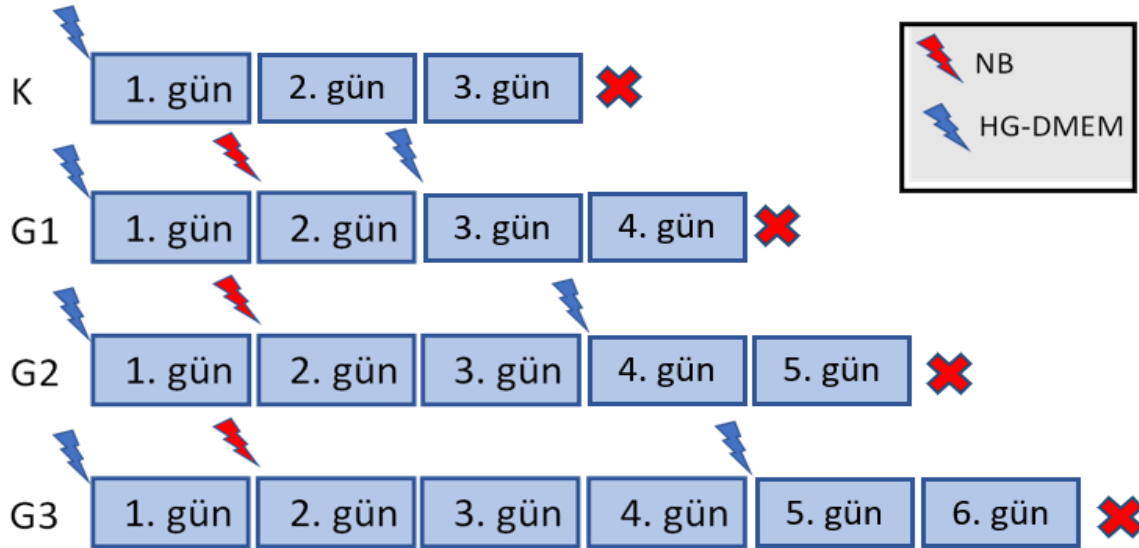 K 1. gün 2. gün 3. gün
G1 1. gün 2. gün 3. gün 4. gün
G2 1. gün 2. gün 3. gün 4. gün 5. gün
G3 1. gün 2. gün 3. gün 4. gün 5. gün 6. gün
NB
HG-DMEM